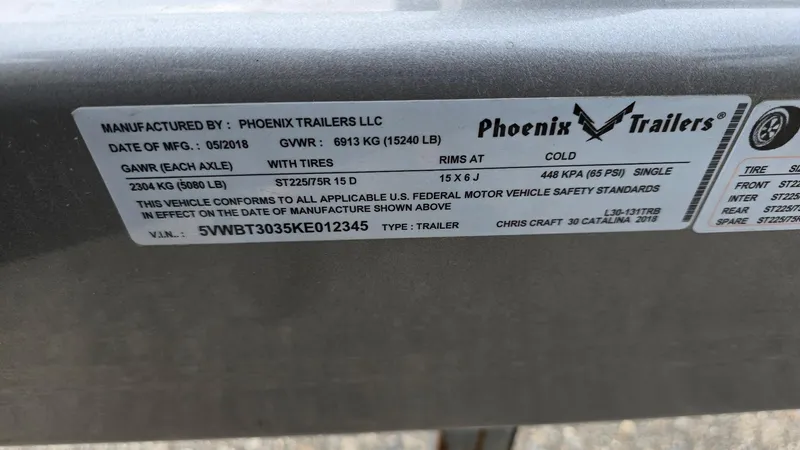 MANUFACTURED BY : PHOENIX TRAILERS LLC
Phoenix Trailers®
DATE OF MFG. : 05/2018 GVWR : 6913 KG (15240 LB)
GAWR (EACH AXLE) WITH TIRES RIMS AT COLD
2304 KG (5080 LB) ST225/75R 15 D 15 X 6 J 448 KPA (65 PSI) SINGLE
THIS VEHICLE CONFORMS TO ALL APPLICABLE U.S. FEDERAL MOTOR VEHICLE SAFETY STANDARDS
IN EFFECT ON THE DATE OF MANUFACTURE SHOWN ABOVE
L30-131TRB
V.I.N.. : 5VWBT3035KE012345 TYPE : TRAILER CHRIS CRAFT 30 CATALINA 2018
TIRE
FRONT
INTER
REAR
SPARE